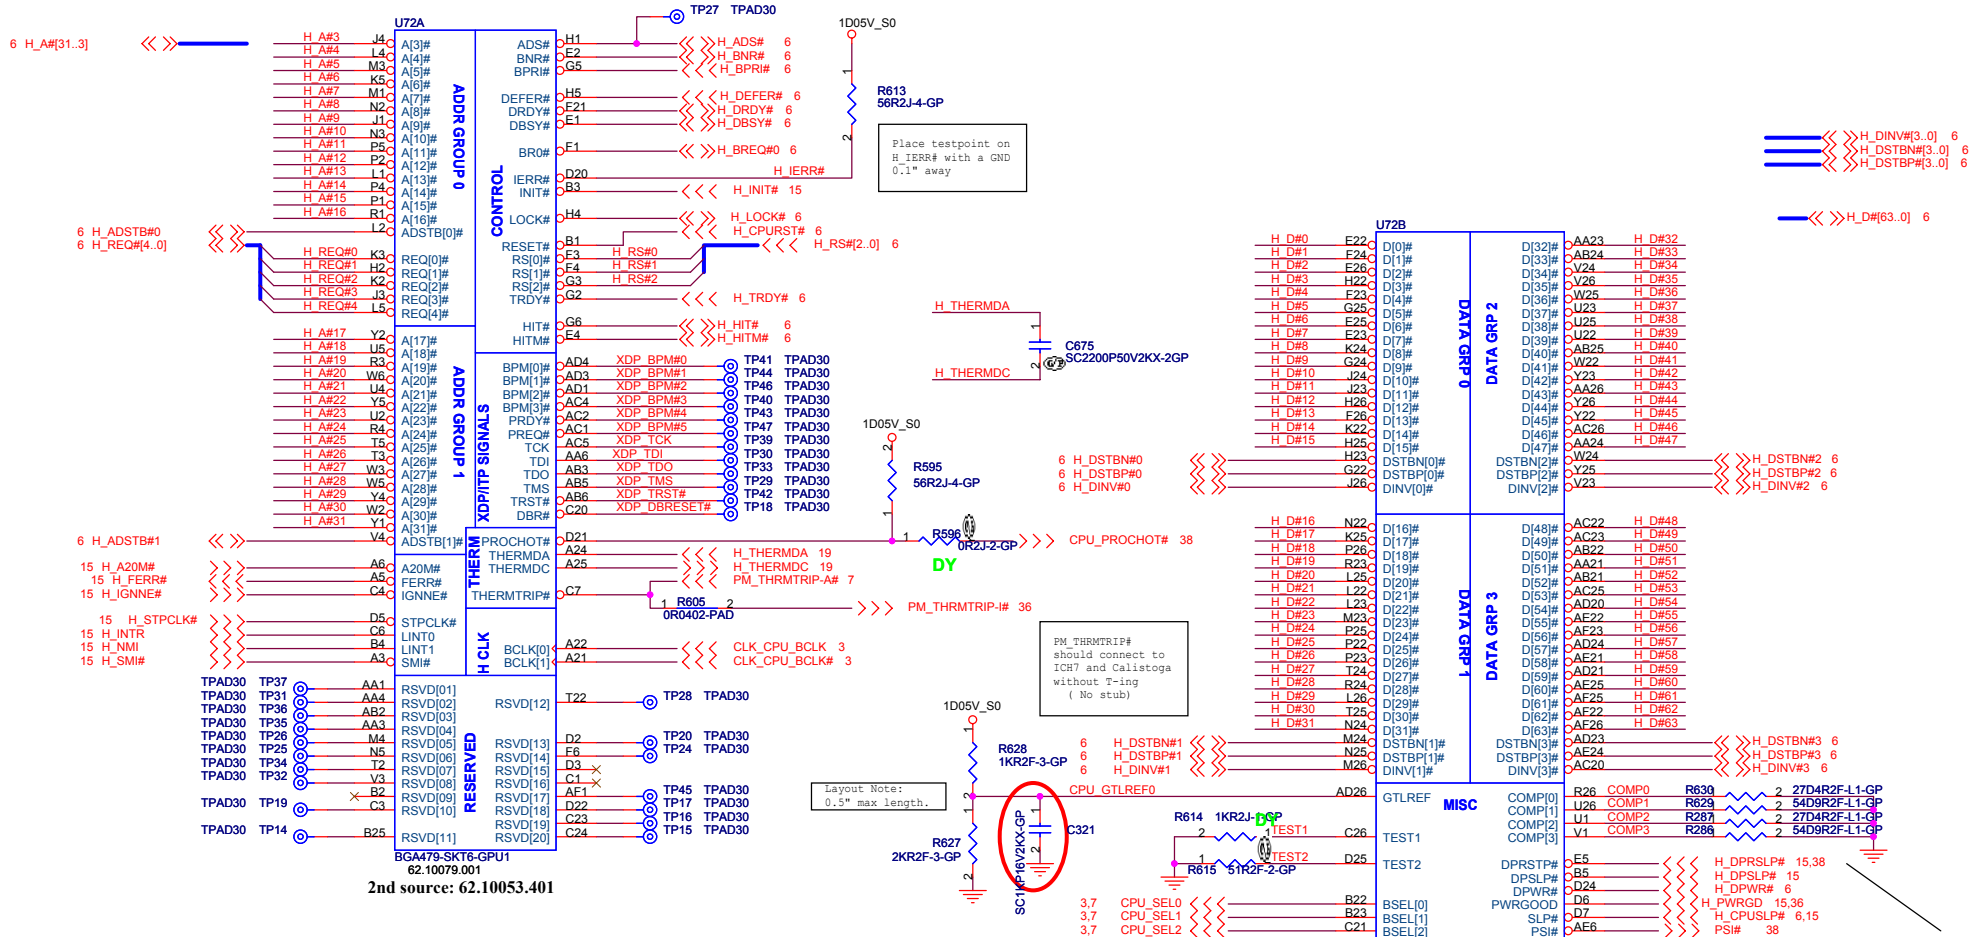 TP27 TPAD30
U72A
1D05V_S0
6 H_A#[31..3]
H_A#3 J4 A[3]# ADS# H1 H_ADS# 6
H_A#4 L4 A[4]# BNR# E2 H_BNR# 6
H_A#5 M3 A[5]# BPRI# G5 H_BPRI# 6
H_A#6 K5 A[6]#
H_A#7 M1 A[7]# DEFER# H5 H_DEFER# 6
H_A#8 N2 A[8]# DRDY# F21 H_DRDY# 6
H_A#9 J1 A[9]# DBSY# E1 H_DBSY# 6
H_A#10 N3 A[10]#
H_A#11 P5 A[11]# BR0# F1 H_BREQ#0 6
H_A#12 P2 A[12]#
H_A#13 L1 A[13]# IERR# D20 H_IERR#
H_A#14 P4 A[14]# INIT# B3 H_INIT# 15
H_A#15 P1 A[15]#
H_A#16 R1 A[16]# LOCK# H4 H_LOCK# 6
6 H_ADSTB#0 L2 ADSTB[0]#
H_CPURST# 6
6 H_REQ#[4..0] RESET# B1
H_RS#[2..0] 6
H_REQ#0 K3 REQ[0]# RS[0]# F3 H_RS#0
H_REQ#1 H2 REQ[1]# RS[1]# F4 H_RS#1
H_REQ#2 K2 REQ[2]# RS[2]# G3 H_RS#2
H_REQ#3 J3 REQ[3]# TRDY# G2 H_TRDY# 6
H_REQ#4 L5 REQ[4]#
HIT# G6 H_HIT# 6
HITM# E4 H_HITM# 6
ADDR GROUP 0
CONTROL
1
R613
56R2J-4-GP
2
Place testpoint on
H_IERR# with a GND
0.1" away
H_A#17 Y2 A[17]#
H_A#18 U5 A[18]#
H_A#19 R3 A[19]# BPM[0]# AD4 XDP_BPM#0 TP41 TPAD30
H_A#20 W6 A[20]# BPM[1]# AD3 XDP_BPM#1 TP44 TPAD30
H_A#21 U4 A[21]# BPM[2]# AD1 XDP_BPM#2 TP46 TPAD30
H_A#22 Y5 A[22]# BPM[3]# AC4 XDP_BPM#3 TP40 TPAD30
H_A#23 U2 A[23]# PRDY# AC2 XDP_BPM#4 TP43 TPAD30
H_A#24 R4 A[24]# PREQ# AC1 XDP_BPM#5 TP47 TPAD30
H_A#25 T5 A[25]# TCK AC5 XDP_TCK TP39 TPAD30
H_A#26 T3 A[26]# TDI AA6 XDP_TDI TP30 TPAD30
H_A#27 W3 A[27]# TDO AB3 XDP_TDO TP33 TPAD30
H_A#28 W5 A[28]# TMS AB5 XDP_TMS TP29 TPAD30
H_A#29 Y4 A[29]# TRST# AB6 XDP_TRST# TP42 TPAD30
H_A#30 W2 A[30]# DBR# C20 XDP_DBRESET# TP18 TPAD30
H_A#31 Y1 A[31]#
6 H_ADSTB#1 V4 ADSTB[1]# PROCHOT# D21
ADDR GROUP 1
XDP/ITP SIGNALS
THERM
THERMDA A24 H_THERMDA 19
15 H_A20M# A6 A20M# THERMDC A25 H_THERMDC 19
15 H_FERR# A5 FERR# PM_THRMTRIP-A# 7
15 H_IGNNE# C4 IGNNE# THERMTRIP# C7
1 R605 2
0R0402-PAD
PM_THRMTRIP-I# 36
15 H_STPCLK# D5 STPCLK#
15 H_INTR C6 LINT0
15 H_NMI B4 LINT1 BCLK[0] A22 CLK_CPU_BCLK 3
15 H_SMI# A3 SMI# BCLK[1] A21 CLK_CPU_BCLK# 3
H CLK
TPAD30 TP37 AA1 RSVD[01]
TPAD30 TP31 AA4 RSVD[02] RSVD[12] T22 TP28 TPAD30
TPAD30 TP36 AB2 RSVD[03]
TPAD30 TP35 AA3 RSVD[04]
TPAD30 TP26 M4 RSVD[05] RSVD[13] D2 TP20 TPAD30
TPAD30 TP25 N5 RSVD[06] RSVD[14] F6 TP24 TPAD30
TPAD30 TP34 T2 RSVD[07] RSVD[15] D3
TPAD30 TP32 V3 RSVD[08] RSVD[16] C1
B2 RSVD[09] RSVD[17] AF1 TP45 TPAD30
TPAD30 TP19 C3 RSVD[10] RSVD[18] D22 TP17 TPAD30
RSVD[19] C23 TP16 TPAD30
TPAD30 TP14 B25 RSVD[11] RSVD[20] C24 TP15 TPAD30
RESERVED
BGA479-SKT6-GPU1
62.10079.001
2nd source: 62.10053.401
H_THERMDA
1
C675
SC2200P50V2KX-2GP
2
H_THERMDC
1D05V_S0
2
R595
56R2J-4-GP
1
1 R596
0R2J-2-GP
DY
CPU_PROCHOT# 38
PM_THRMTRIP#
should connect to
ICH7 and Calistoga
without T-ing
( No stub)
1D05V_S0
1
R628
1KR2F-3-GP
2
Layout Note:
0.5" max length.
CPU_GTLREF0
1
R627
2KR2F-3-GP
2
1
C321
2
SC1KP16V2KX-GP
H_DINV#[3..0] 6
H_DSTBN#[3..0] 6
H_DSTBP#[3..0] 6
H_D#[63..0] 6
U72B
H_D#0 E22 D[0]# D[32]# AA23 H_D#32
H_D#1 F24 D[1]# D[33]# AB24 H_D#33
H_D#2 E26 D[2]# D[34]# V24 H_D#34
H_D#3 H22 D[3]# D[35]# V26 H_D#35
H_D#4 F23 D[4]# D[36]# W25 H_D#36
H_D#5 G25 D[5]# D[37]# U23 H_D#37
H_D#6 E25 D[6]# D[38]# U25 H_D#38
H_D#7 E23 D[7]# D[39]# U22 H_D#39
H_D#8 K24 D[8]# D[40]# AB25 H_D#40
H_D#9 G24 D[9]# D[41]# W22 H_D#41
H_D#10 J24 D[10]# D[42]# Y23 H_D#42
H_D#11 J23 D[11]# D[43]# AA26 H_D#43
H_D#12 H26 D[12]# D[44]# Y26 H_D#44
H_D#13 F26 D[13]# D[45]# Y22 H_D#45
H_D#14 K22 D[14]# D[46]# AC26 H_D#46
H_D#15 H25 D[15]# D[47]# AA24 H_D#47
6 H_DSTBN#0 H23 DSTBN[0]# DSTBN[2]# W24 H_DSTBN#2 6
6 H_DSTBP#0 G22 DSTBP[0]# DSTBP[2]# Y25 H_DSTBP#2 6
6 H_DINV#0 J26 DINV[0]# DINV[2]# V23 H_DINV#2 6
DATA GRP 0
DATA GRP 2
H_D#16 N22 D[16]# D[48]# AC22 H_D#48
H_D#17 K25 D[17]# D[49]# AC23 H_D#49
H_D#18 P26 D[18]# D[50]# AB22 H_D#50
H_D#19 R23 D[19]# D[51]# AA21 H_D#51
H_D#20 L25 D[20]# D[52]# AB21 H_D#52
H_D#21 L22 D[21]# D[53]# AC25 H_D#53
H_D#22 L23 D[22]# D[54]# AD20 H_D#54
H_D#23 M23 D[23]# D[55]# AE22 H_D#55
H_D#24 P25 D[24]# D[56]# AF23 H_D#56
H_D#25 P22 D[25]# D[57]# AD24 H_D#57
H_D#26 P23 D[26]# D[58]# AE21 H_D#58
H_D#27 T24 D[27]# D[59]# AD21 H_D#59
H_D#28 R24 D[28]# D[60]# AE25 H_D#60
H_D#29 L26 D[29]# D[61]# AF25 H_D#61
H_D#30 T25 D[30]# D[62]# AF22 H_D#62
H_D#31 N24 D[31]# D[63]# AF26 H_D#63
6 H_DSTBN#1 M24 DSTBN[1]# DSTBN[3]# AD23 H_DSTBN#3 6
6 H_DSTBP#1 N25 DSTBP[1]# DSTBP[3]# AE24 H_DSTBP#3 6
6 H_DINV#1 M26 DINV[1]# DINV[3]# AC20 H_DINV#3 6
DATA GRP 1
DATA GRP 3
AD26 GTLREF MISC COMP[0] R26 COMP0 R630 1 2 27D4R2F-L1-GP
COMP[1] U26 COMP1 R629 1 2 54D9R2F-L1-GP
COMP[2] U1 COMP2 R287 1 2 27D4R2F-L1-GP
COMP[3] V1 COMP3 R286 1 2 54D9R2F-L1-GP
R614 DY
2 1 TEST1 C26 TEST1
1 TEST2 D25 TEST2
R615 51R2F-2-GP
DPRSTP# E5 H_DPRSLP# 15,38
DPSLP# B5 H_DPSLP# 15
DPWR# D24 H_DPWR# 6
3,7 CPU_SEL0 B22 BSEL[0] PWRGOOD D6 H_PWRGD 15,36
3,7 CPU_SEL1 B23 BSEL[1] SLP# D7 H_CPUSLP# 6,15
3,7 CPU_SEL2 C21 BSEL[2] PSI# AE6 PSI# 38